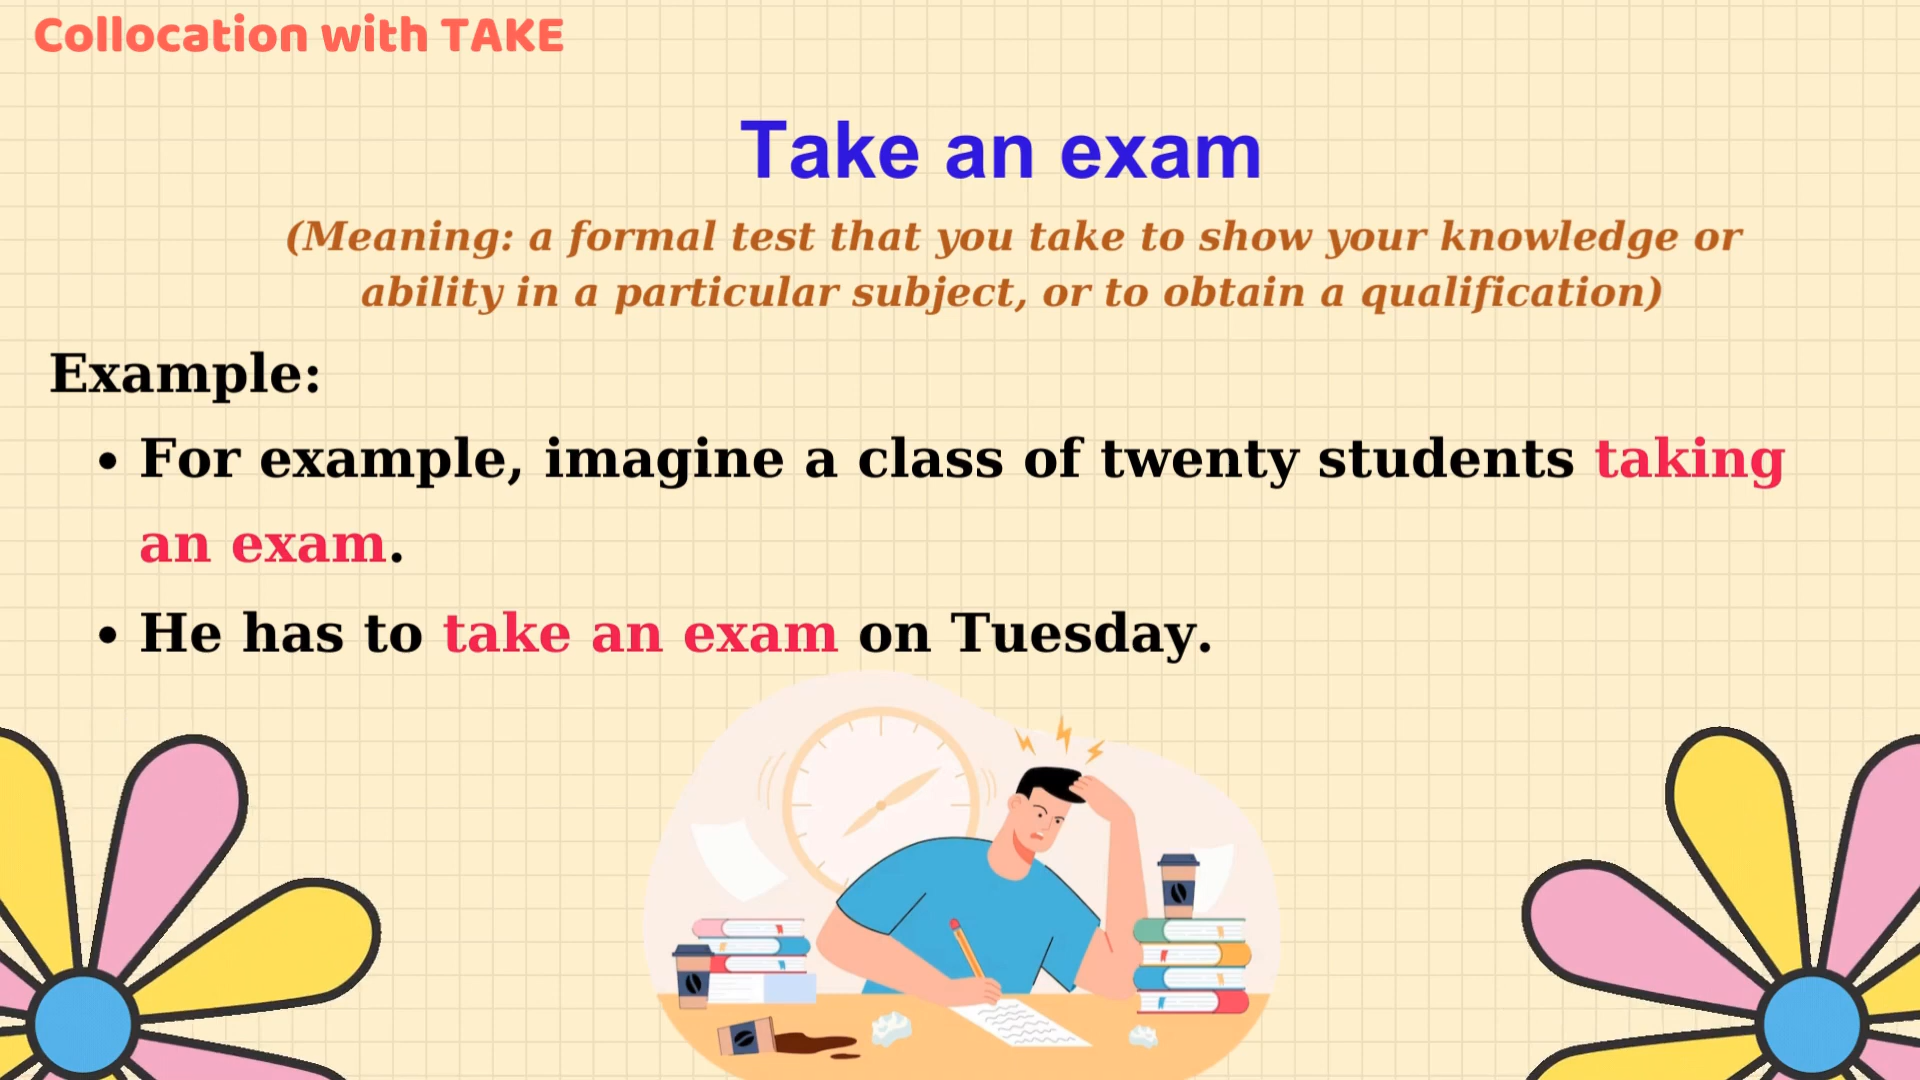 Collocation with TAKE
Take an exam
(Meaning: a formal test that you take to show your knowledge or
ability in a particular subject, or to obtain a qualification)
Example:
• For example, imagine a class of twenty students taking
an exam.
• He has to take an exam on Tuesday.